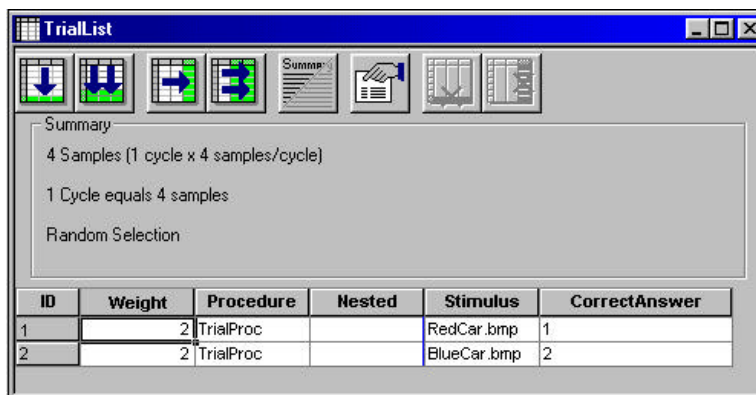 TrialList
Summary
Summary
4 Samples (1 cycle x 4 samples/cycle)
1 Cycle equals 4 samples
Random Selection
ID Weight Procedure Nested Stimulus CorrectAnswer
1 2 TrialProc RedCar.bmp 1
2 2 TrialProc BlueCar.bmp 2